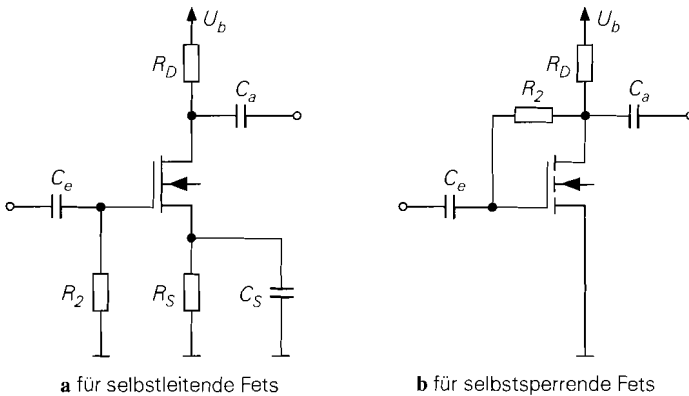 U_b
R_D
C_a
C_e
R_2
R_S
C_S
a für selbstleitende Fets
U_b
R_D
R_2
C_a
C_e
b für selbstsperrende Fets